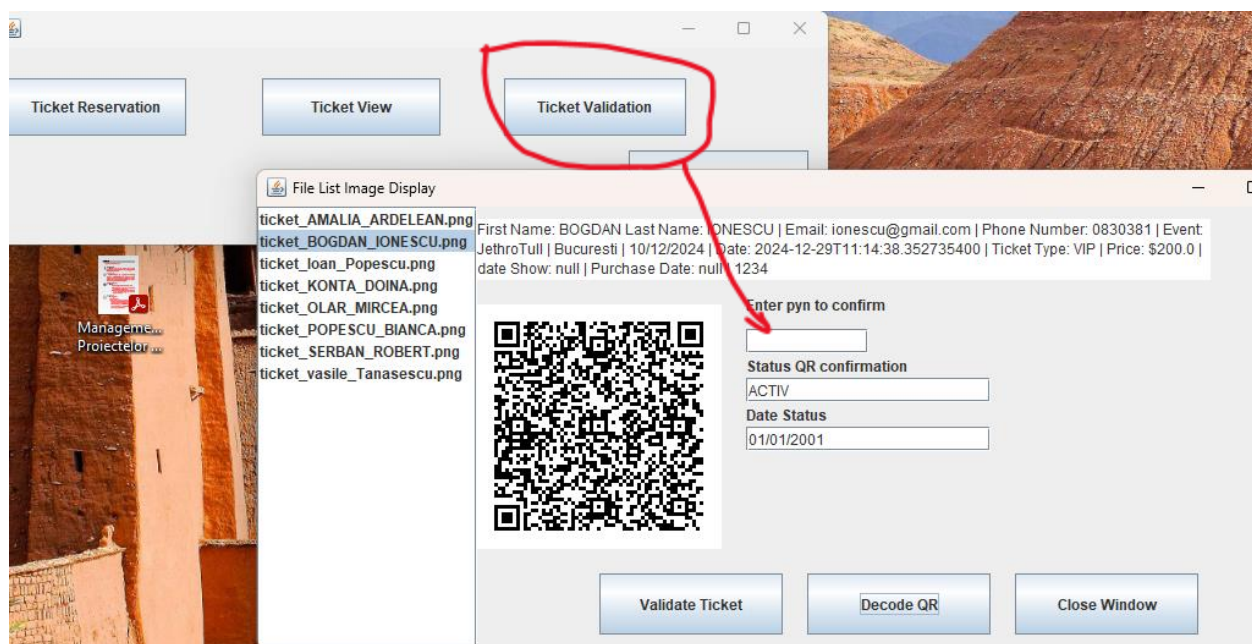 Ticket Reservation
Ticket View
Ticket Validation
File List Image Display
ticket_AMALIA_ARDELEAN.png
ticket_BOGDAN_IONESCU.png
ticket_Ioan_Popescu.png
ticket_KONTA_DOINA.png
ticket_OLAR_MIRCEA.png
ticket_POPESCU_BIANCA.png
ticket_SERBAN_ROBERT.png
ticket_vasile_Tanasescu.png
First Name: BOGDAN Last Name: IONESCU | Email: ionescu@gmail.com | Phone Number: 0830381 | Event:
JethroTull | Bucuresti | 10/12/2024 | Date: 2024-12-29T11:14:38.352735400 | Ticket Type: VIP | Price: $200.0 |
date Show: null | Purchase Date: null | 1234
Enter pyn to confirm
Status QR confirmation
ACTIV
Date Status
01/01/2001
Validate Ticket
Decode QR
Close Window
Manageme...
Proiectelor ...